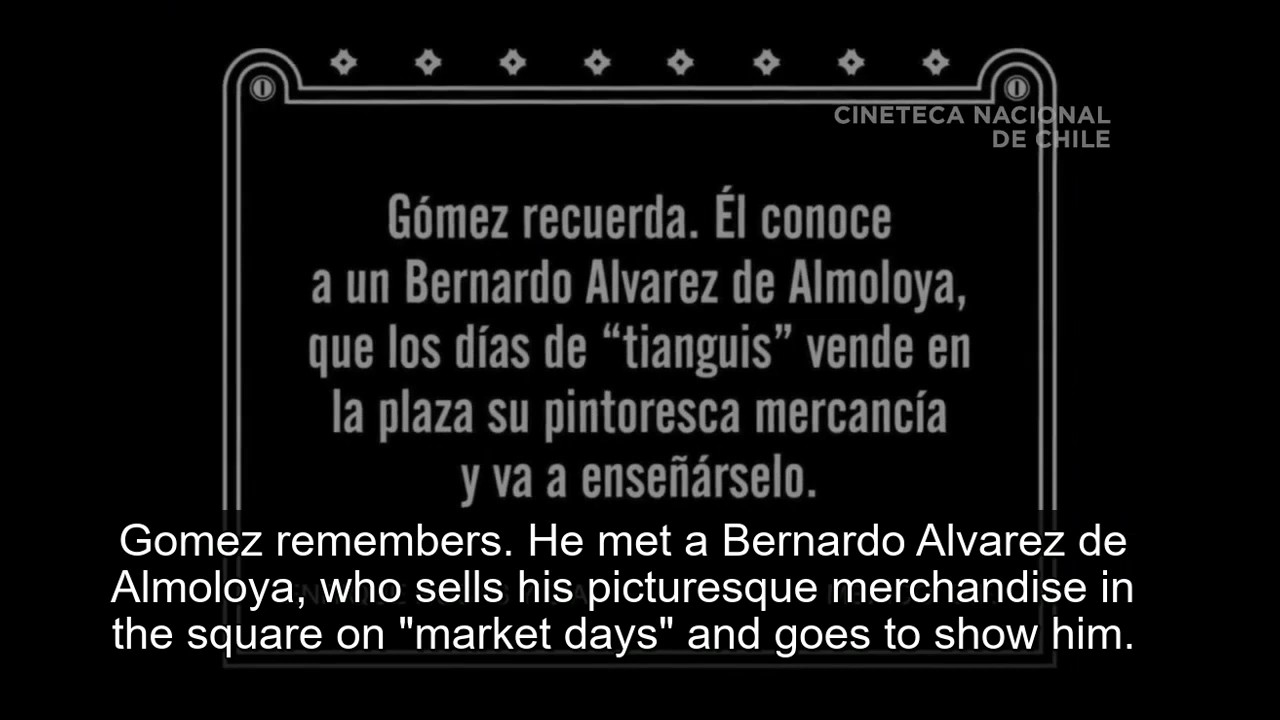 CINETECA NACIONAL
DE CHILE
Gómez recuerda. Él conoce
a un Bernardo Alvarez de Almoloya,
que los días de “tianguis” vende en
la plaza su pintoresca mercancía
y va a enseñárselo.
Gomez remembers. He met a Bernardo Alvarez de
Almoloya, who sells his picturesque merchandise in
the square on "market days" and goes to show him.